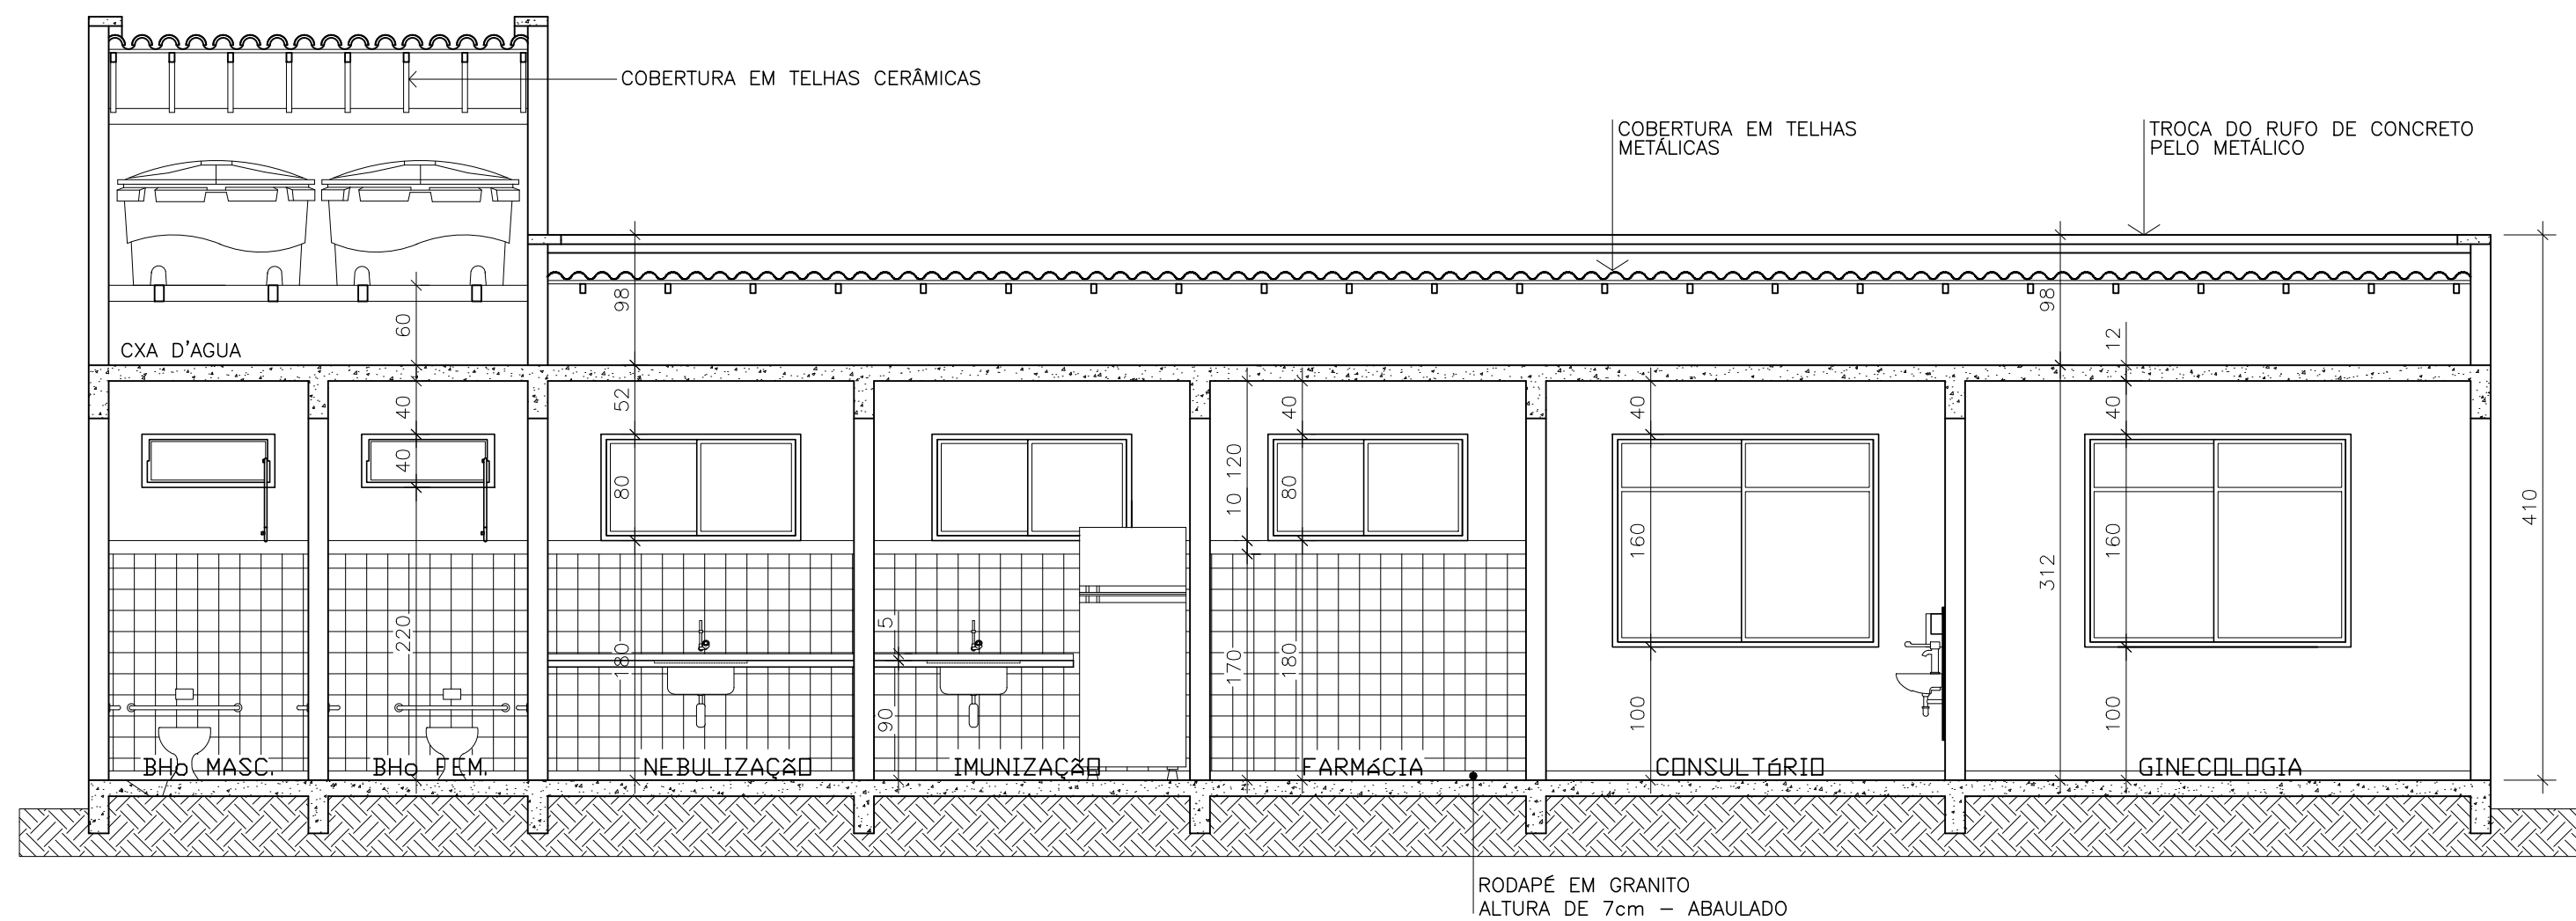 COBERTURA EM TELHAS CERÂMICAS
COBERTURA EM TELHAS
METÁLICAS
TROCA DO RUFO DE CONCRETO
PELO METÁLICO
CXA D'AGUA
60
98
98
12
40
52
40
40
40
40
80
10 120
80
160
160
312
410
220
180
5
90
170
180
100
100
BHo MASC.
BHo FEM.
NEBULIZAÇãO
IMUNIZAÇãO
FARMáCIA
CONSULTóRIO
GINECOLOGIA
RODAPÉ EM GRANITO
ALTURA DE 7cm – ABAULADO